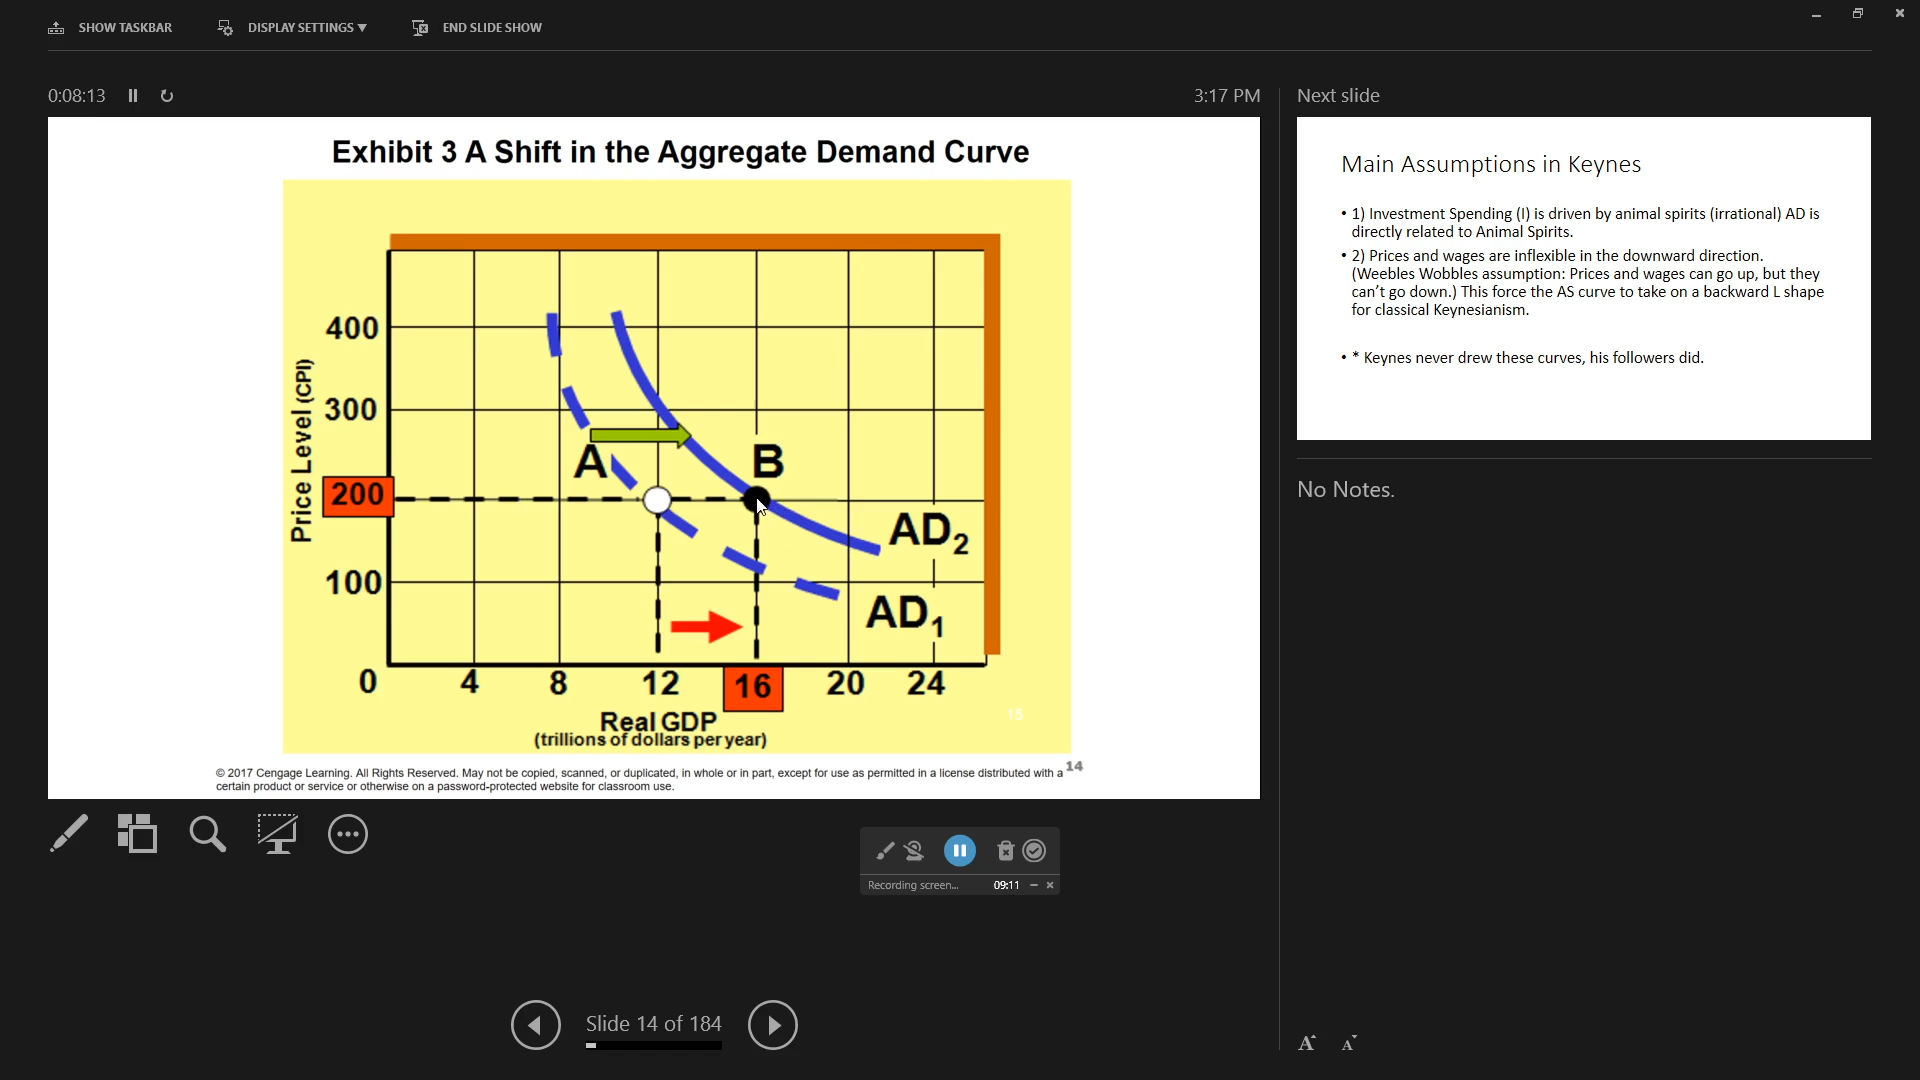 SHOW TASKBAR
DISPLAY SETTINGS ▼
END SLIDE SHOW
0:08:13
3:17 PM
Next slide
Exhibit 3 A Shift in the Aggregate Demand Curve
400
300
200
100
0
4
8
12
16
20
24
Price Level (CPI)
A
B
AD2
AD1
Real GDP
(trillions of dollars per year)
15
© 2017 Cengage Learning. All Rights Reserved. May not be copied, scanned, or duplicated, in whole or in part, except for use as permitted in a license distributed with a
certain product or service or otherwise on a password-protected website for classroom use.
14
Main Assumptions in Keynes
• 1) Investment Spending (I) is driven by animal spirits (irrational) AD is
directly related to Animal Spirits.
• 2) Prices and wages are inflexible in the downward direction.
(Weebles Wobbles assumption: Prices and wages can go up, but they
can't go down.) This force the AS curve to take on a backward L shape
for classical Keynesianism.
• * Keynes never drew these curves, his followers did.
No Notes.
Recording screen...
09:11
Slide 14 of 184
A
A